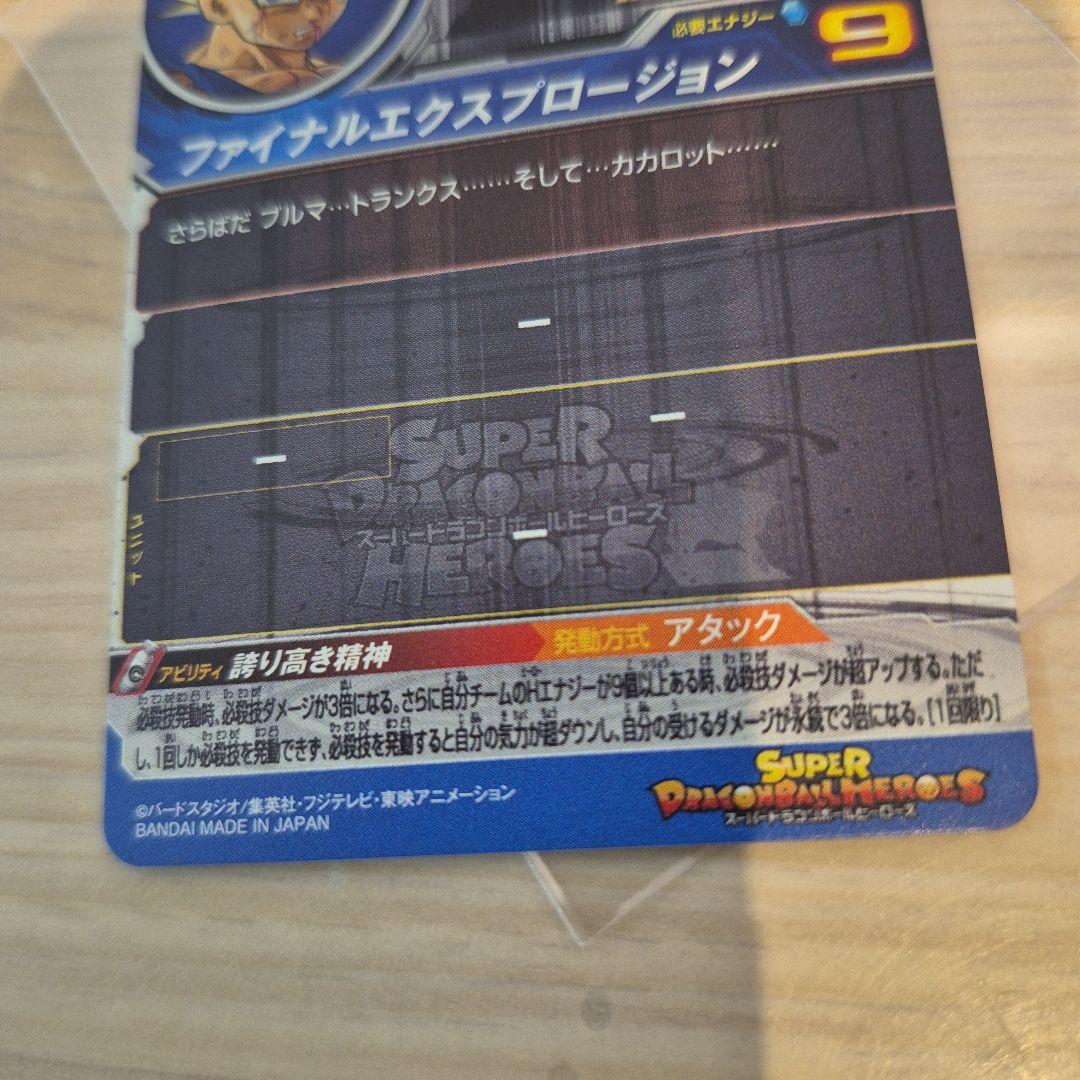 必要エナジー 9
ファイナルエクスプロージョン
さらばだ ブルマ…トランクス……そして…カカロット……
ー
ー
ー
SUPER
DRAGONBALL
スーパードラゴンボールヒーローズ
HEROES
ー
ユニット
アビリティ 誇り高き精神 発動方式 アタック
必殺技発動時、必殺技ダメージが3倍になる。さらに自分チームのHエナジーが9個以上ある時、必殺技ダメージが超アップする。ただ
し、1回しか必殺技を発動できず、必殺技を発動すると自分の気力が超ダウンし、自分の受けるダメージが永続で3倍になる。[1回限り]
©バードスタジオ/集英社・フジテレビ・東映アニメーション
BANDAI MADE IN JAPAN
SUPER
DRAGONBALL HEROES
スーパードラゴンボールヒーローズ